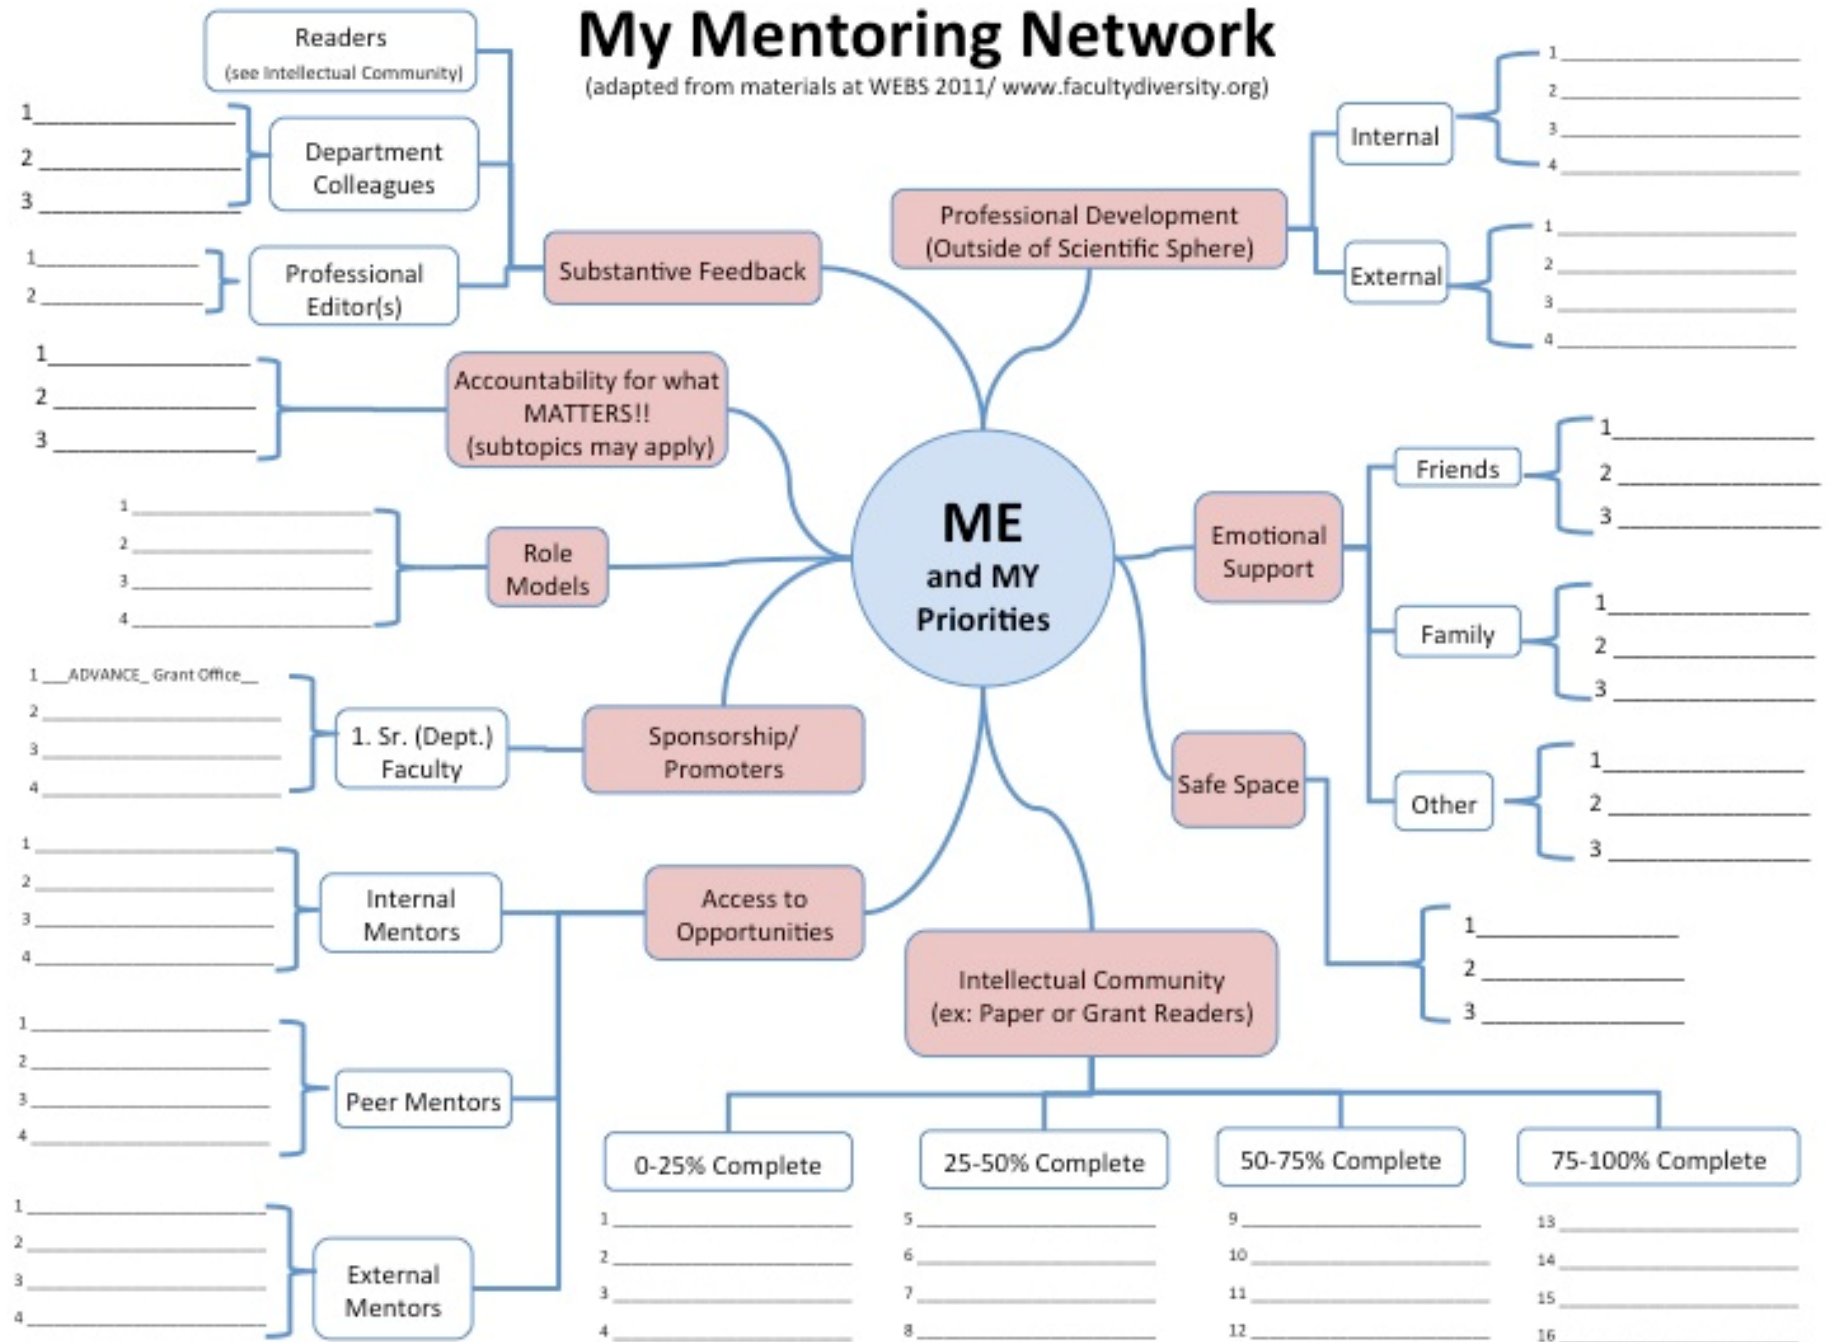 My Mentoring Network
(adapted from materials at WEBS 2011/ www.facultydiversity.org)
Readers
(see Intellectual Community)
1
2
3
Department
Colleagues
1
2
Professional
Editor(s)
Substantive Feedback
Professional Development
(Outside of Scientific Sphere)
Internal
1
2
3
4
External
1
2
3
4
1
2
3
Accountability for what
MATTERS!!
(subtopics may apply)
1
2
3
4
Role
Models
ME
and MY
Priorities
Emotional
Support
Friends
1
2
3
Family
1
2
3
Other
1
2
3
1 ___ADVANCE_ Grant Office__
2
3
4
1. Sr. (Dept.)
Faculty
Sponsorship/
Promoters
Safe Space
1
2
3
1
2
3
4
Internal
Mentors
Access to
Opportunities
1
2
3
4
Peer Mentors
1
2
3
4
External
Mentors
Intellectual Community
(ex: Paper or Grant Readers)
0-25% Complete
1
2
3
4
25-50% Complete
5
6
7
8
50-75% Complete
9
10
11
12
75-100% Complete
13
14
15
16